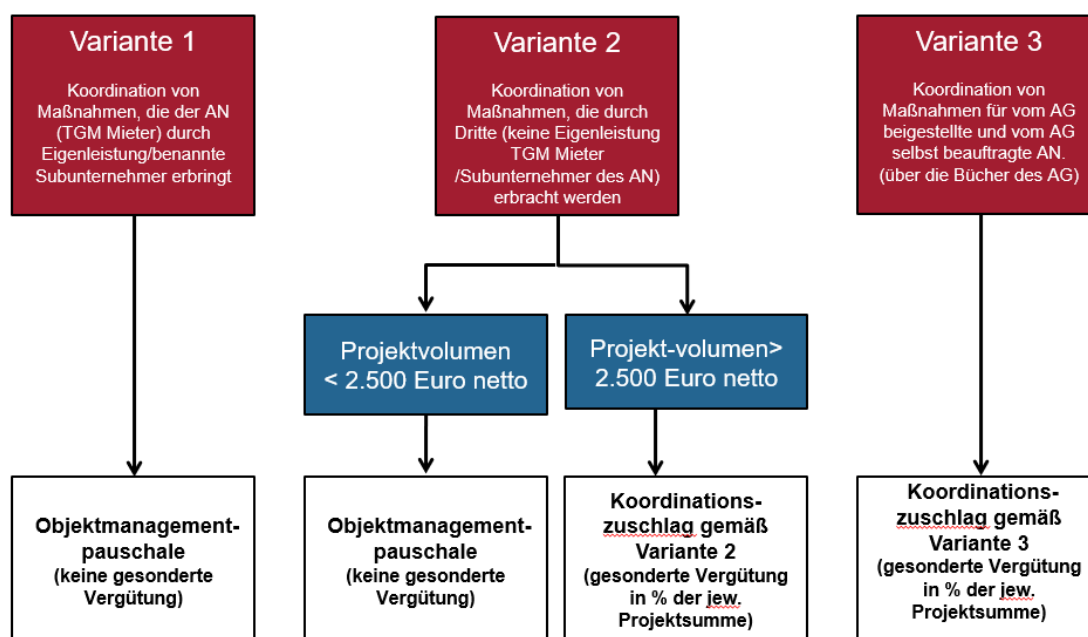 Variante 1
Koordination von
Maßnahmen, die der AN
(TGM Mieter) durch
Eigenleistung/benannte
Subunternehmer erbringt
Variante 2
Koordination von
Maßnahmen, die durch
Dritte (keine Eigenleistung
TGM Mieter
/Subunternehmer des AN)
erbracht werden
Variante 3
Koordination von
Maßnahmen für vom AG
beigestellte und vom AG
selbst beauftragte AN.
(über die Bücher des AG)
Projektvolumen
< 2.500 Euro netto
Projekt-volumen>
2.500 Euro netto
Objektmanagement-
pauschale
(keine gesonderte
Vergütung)
Objektmanagement-
pauschale
(keine gesonderte
Vergütung)
Koordinations-
zuschlag gemäß
Variante 2
(gesonderte Vergütung
in % der jew.
Projektsumme)
Koordinations-
zuschlag gemäß
Variante 3
(gesonderte Vergütung
in % der jew.
Projektsumme)